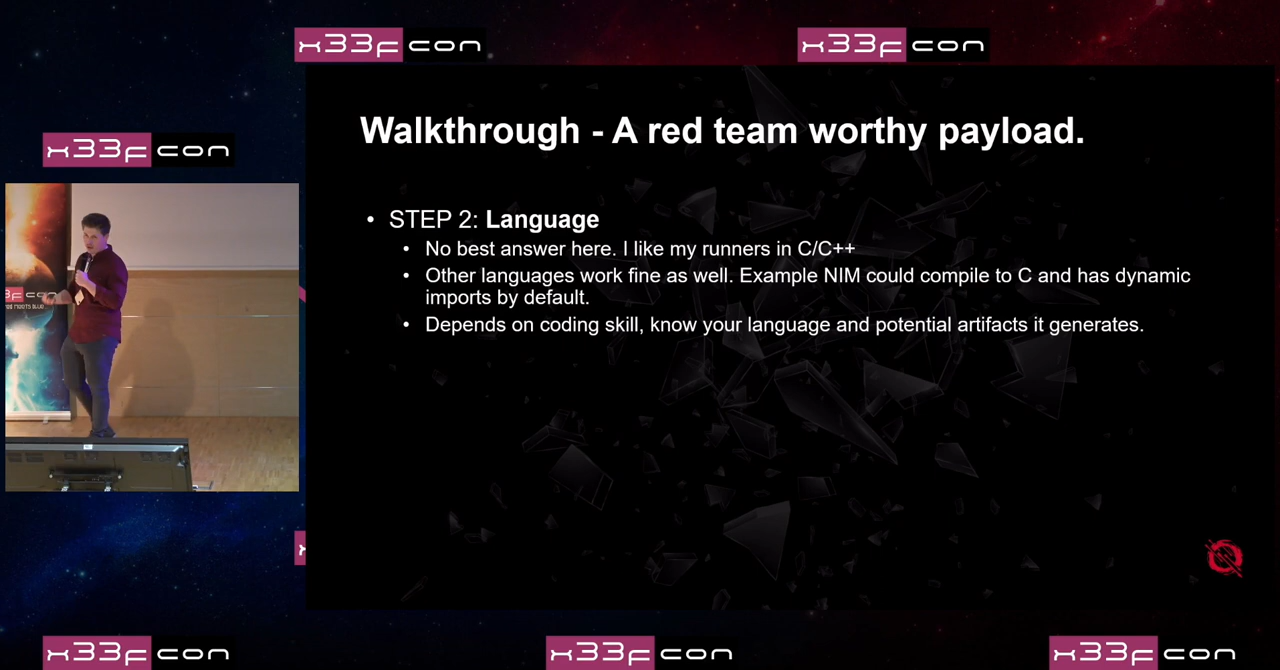 x33fcon
x33fcon
x33fcon
Walkthrough - A red team worthy payload.
• STEP 2: Language
• No best answer here. I like my runners in C/C++
• Other languages work fine as well. Example NIM could compile to C and has dynamic
imports by default.
• Depends on coding skill, know your language and potential artifacts it generates.
x33fcon
x33fcon
x33fcon